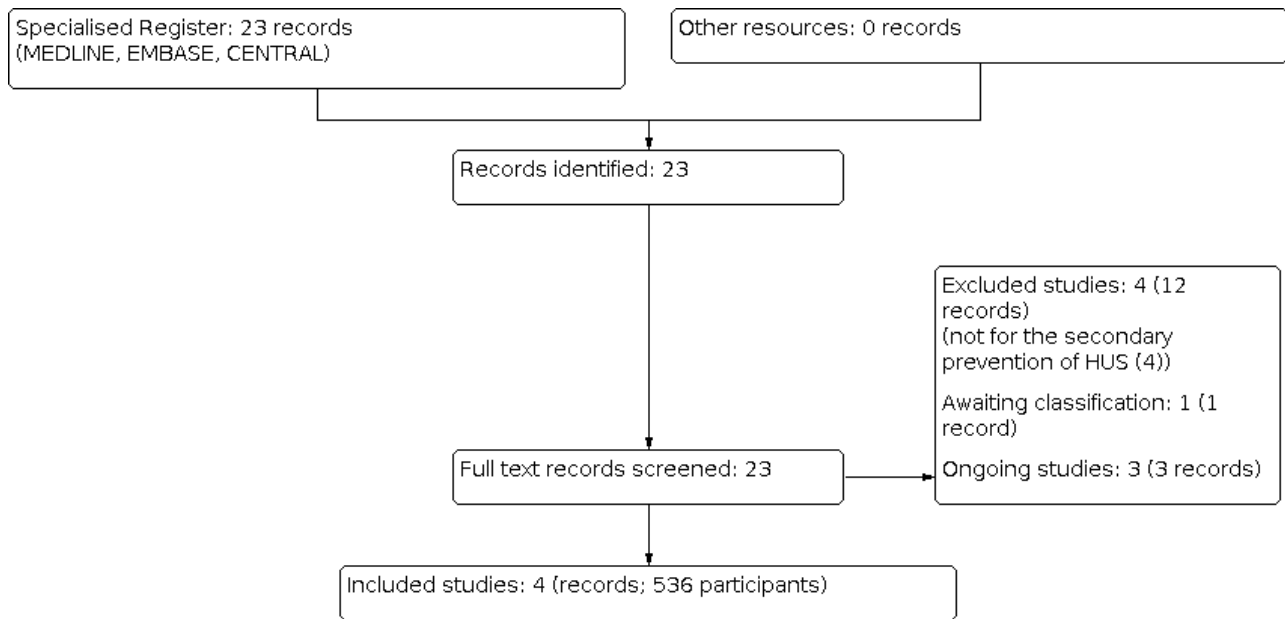 Specialised Register: 23 records
(MEDLINE, EMBASE, CENTRAL)
Other resources: 0 records
Records identified: 23
Excluded studies: 4 (12
records)
(not for the secondary
prevention of HUS (4))
Awaiting classification: 1 (1
record)
Ongoing studies: 3 (3 records)
Full text records screened: 23
Included studies: 4 (records; 536 participants)